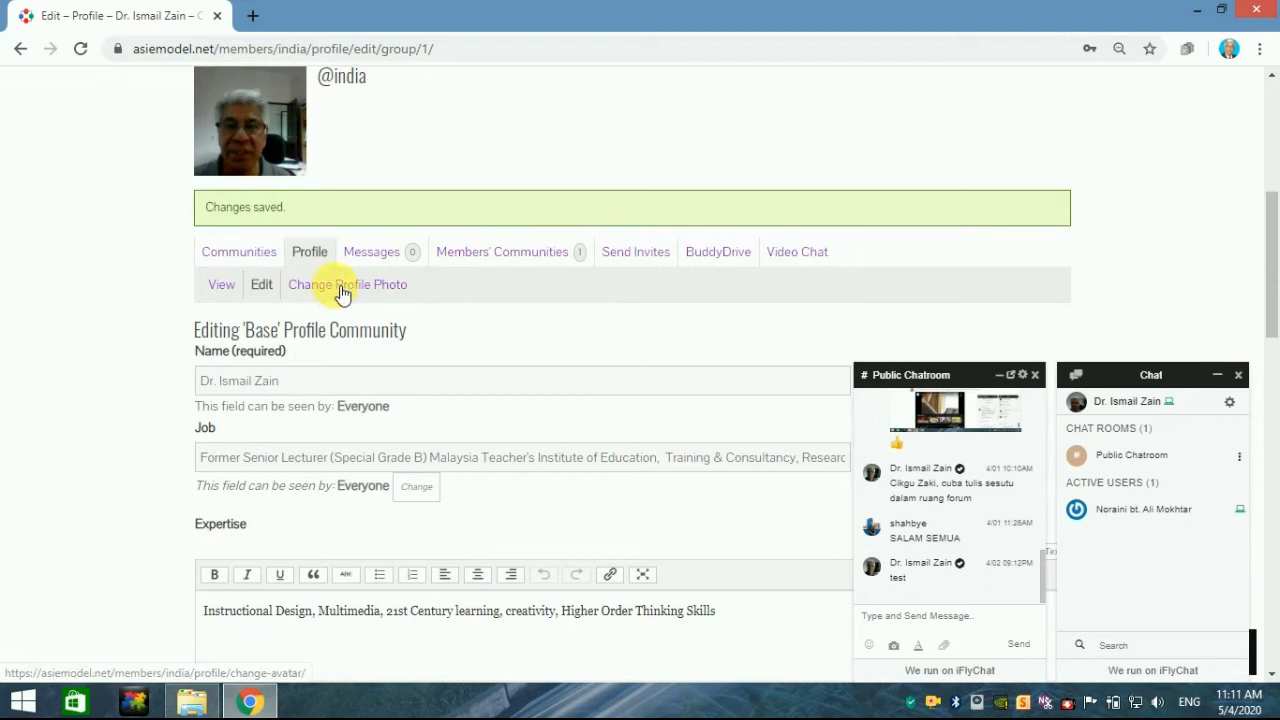 Edit – Profile – Dr. Ismail Zain – C
asiemodel.net/members/india/profile/edit/group/1/
@india
Changes saved.
Communities Profile Messages 0 Members' Communities 1 Send Invites BuddyDrive Video Chat
View Edit Change Profile Photo
Editing 'Base' Profile Community
Name (required)
Dr. Ismail Zain
This field can be seen by: Everyone
Job
Former Senior Lecturer (Special Grade B) Malaysia Teacher's Institute of Education, Training & Consultancy, Researc
This field can be seen by: Everyone Change
Expertise
B I U ABC
Instructional Design, Multimedia, 21st Century learning, creativity, Higher Order Thinking Skills
# Public Chatroom
Dr. Ismail Zain 4/01 10:10AM
Cikgu Zaki, cuba tulis sesutu
dalam ruang forum
shahbye 4/01 11:26AM
SALAM SEMUA
Dr. Ismail Zain 4/02 09:12PM
test
Type and Send Message..
Send
We run on iFlyChat
Tex
Chat
Dr. Ismail Zain
CHAT ROOMS (1)
Public Chatroom
ACTIVE USERS (1)
Noraini bt. Ali Mokhtar
Search
We run on iFlyChat
https://asiemodel.net/members/india/profile/change-avatar/
ENG
11:11 AM
5/4/2020